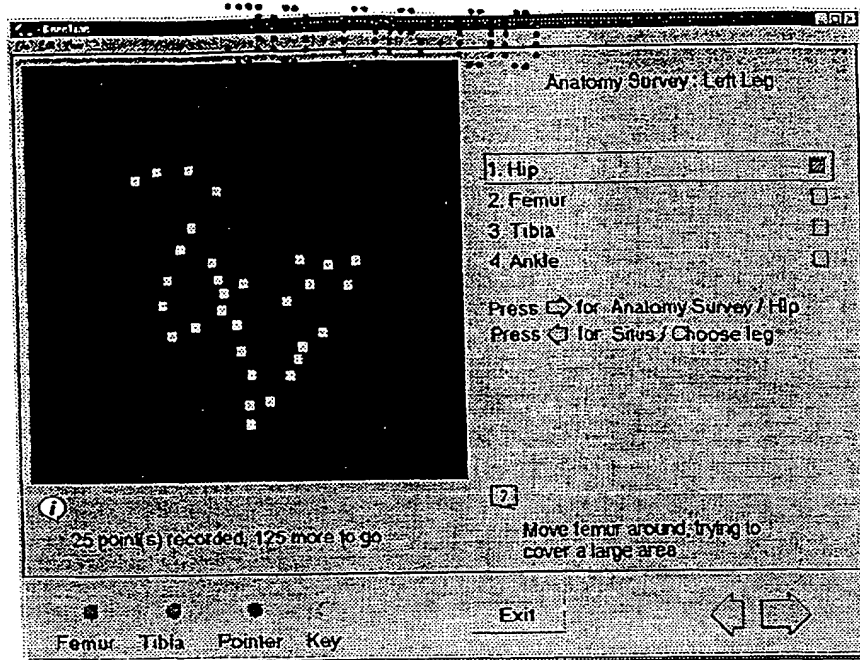 Anatomy Survey : Left Leg
1. Hip
2. Femur
3. Tibia
4. Ankle
Press for Anatomy Survey / Hip
Press for Situs / Choose leg
?
i
25 point(s) recorded, 125 more to go
Move femur around, trying to
cover a large area
Femur Tibia Pointer Key
Exit